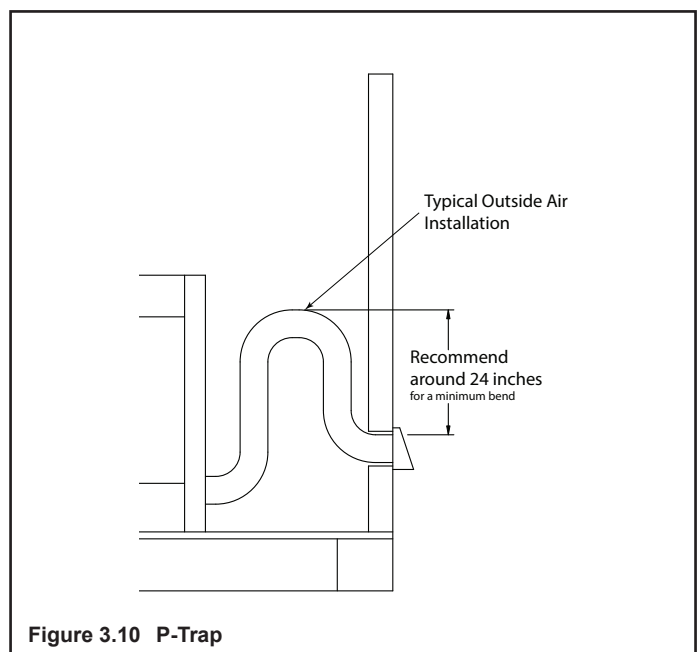 Typical Outside Air
Installation
Recommend
around 24 inches
for a minimum bend
Figure 3.10 P-Trap